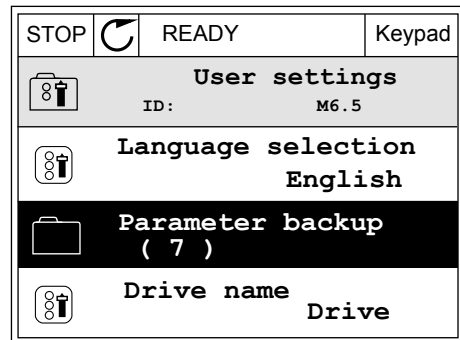 STOP READY Keypad
User settings
ID: M6.5
Language selection
English
Parameter backup
( 7 )
Drive name
Drive